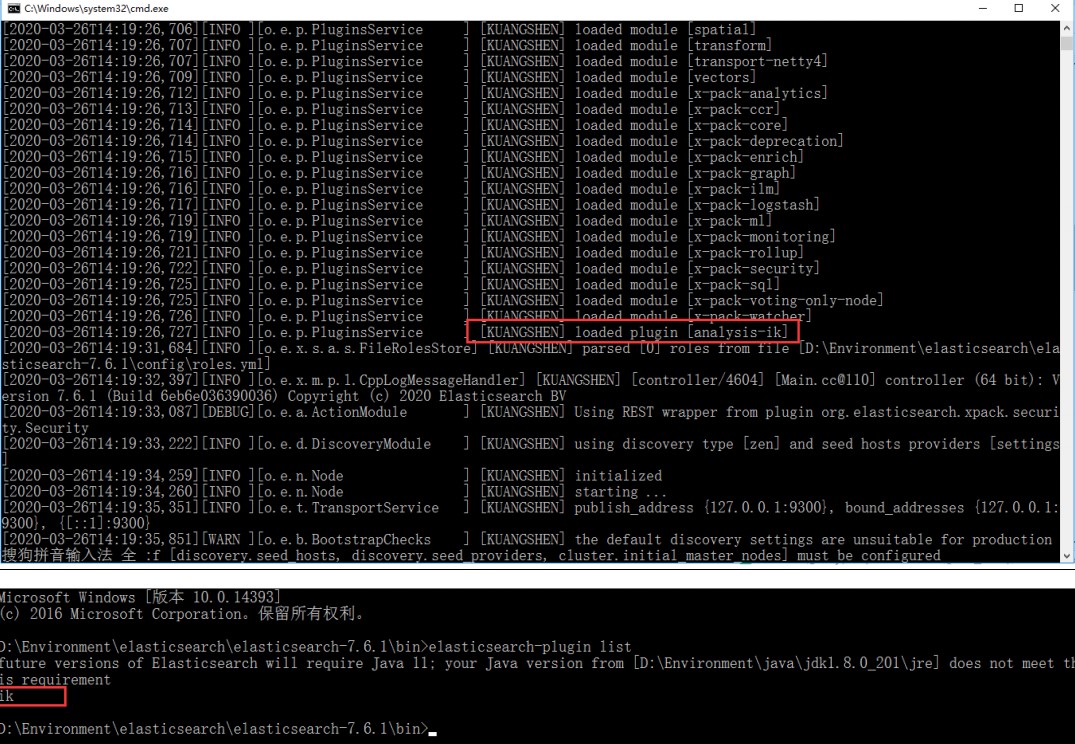 C:\Windows\system32\cmd.exe
[2020-03-26T14:19:26,706][INFO ][o.e.p.PluginsService     ] [KUANGSHEN] loaded module [spatial]
[2020-03-26T14:19:26,707][INFO ][o.e.p.PluginsService     ] [KUANGSHEN] loaded module [transform]
[2020-03-26T14:19:26,707][INFO ][o.e.p.PluginsService     ] [KUANGSHEN] loaded module [transport-netty4]
[2020-03-26T14:19:26,709][INFO ][o.e.p.PluginsService     ] [KUANGSHEN] loaded module [vectors]
[2020-03-26T14:19:26,712][INFO ][o.e.p.PluginsService     ] [KUANGSHEN] loaded module [x-pack-analytics]
[2020-03-26T14:19:26,713][INFO ][o.e.p.PluginsService     ] [KUANGSHEN] loaded module [x-pack-ccr]
[2020-03-26T14:19:26,714][INFO ][o.e.p.PluginsService     ] [KUANGSHEN] loaded module [x-pack-core]
[2020-03-26T14:19:26,714][INFO ][o.e.p.PluginsService     ] [KUANGSHEN] loaded module [x-pack-deprecation]
[2020-03-26T14:19:26,715][INFO ][o.e.p.PluginsService     ] [KUANGSHEN] loaded module [x-pack-enrich]
[2020-03-26T14:19:26,716][INFO ][o.e.p.PluginsService     ] [KUANGSHEN] loaded module [x-pack-graph]
[2020-03-26T14:19:26,716][INFO ][o.e.p.PluginsService     ] [KUANGSHEN] loaded module [x-pack-ilm]
[2020-03-26T14:19:26,717][INFO ][o.e.p.PluginsService     ] [KUANGSHEN] loaded module [x-pack-logstash]
[2020-03-26T14:19:26,719][INFO ][o.e.p.PluginsService     ] [KUANGSHEN] loaded module [x-pack-ml]
[2020-03-26T14:19:26,719][INFO ][o.e.p.PluginsService     ] [KUANGSHEN] loaded module [x-pack-monitoring]
[2020-03-26T14:19:26,721][INFO ][o.e.p.PluginsService     ] [KUANGSHEN] loaded module [x-pack-rollup]
[2020-03-26T14:19:26,722][INFO ][o.e.p.PluginsService     ] [KUANGSHEN] loaded module [x-pack-security]
[2020-03-26T14:19:26,725][INFO ][o.e.p.PluginsService     ] [KUANGSHEN] loaded module [x-pack-sql]
[2020-03-26T14:19:26,725][INFO ][o.e.p.PluginsService     ] [KUANGSHEN] loaded module [x-pack-voting-only-node]
[2020-03-26T14:19:26,726][INFO ][o.e.p.PluginsService     ] [KUANGSHEN] loaded module [x-pack-watcher]
[2020-03-26T14:19:26,727][INFO ][o.e.p.PluginsService     ] [KUANGSHEN] loaded plugin [analysis-ik]
[2020-03-26T14:19:31,684][INFO ][o.e.x.s.a.s.FileRolesStore] [KUANGSHEN] parsed [0] roles from file [D:\Environment\elasticsearch\ela
sticsearch-7.6.1\config\roles.yml]
[2020-03-26T14:19:32,397][INFO ][o.e.x.m.p.l.CppLogMessageHandler] [KUANGSHEN] [controller/4604] [Main.cc@110] controller (64 bit): V
ersion 7.6.1 (Build 6eb6e036390036) Copyright (c) 2020 Elasticsearch BV
[2020-03-26T14:19:33,087][DEBUG][o.e.a.ActionModule       ] [KUANGSHEN] Using REST wrapper from plugin org.elasticsearch.xpack.securi
ty.Security
[2020-03-26T14:19:33,222][INFO ][o.e.d.DiscoveryModule    ] [KUANGSHEN] using discovery type [zen] and seed hosts providers [settings
]
[2020-03-26T14:19:34,259][INFO ][o.e.n.Node               ] [KUANGSHEN] initialized
[2020-03-26T14:19:34,260][INFO ][o.e.n.Node               ] [KUANGSHEN] starting ...
[2020-03-26T14:19:35,351][INFO ][o.e.t.TransportService   ] [KUANGSHEN] publish_address {127.0.0.1:9300}, bound_addresses {127.0.0.1:
9300}, {[::1]:9300}
[2020-03-26T14:19:35,851][WARN ][o.e.b.BootstrapChecks    ] [KUANGSHEN] the default discovery settings are unsuitable for production
搜狗拼音输入法 全 :f [discovery.seed_hosts, discovery.seed_providers, cluster.initial_master_nodes] must be configured
Microsoft Windows [版本 10.0.14393]
(c) 2016 Microsoft Corporation。保留所有权利。
D:\Environment\elasticsearch\elasticsearch-7.6.1\bin>elasticsearch-plugin list
future versions of Elasticsearch will require Java 11; your Java version from [D:\Environment\java\jdk1.8.0_201\jre] does not meet th
is requirement
ik
D:\Environment\elasticsearch\elasticsearch-7.6.1\bin>